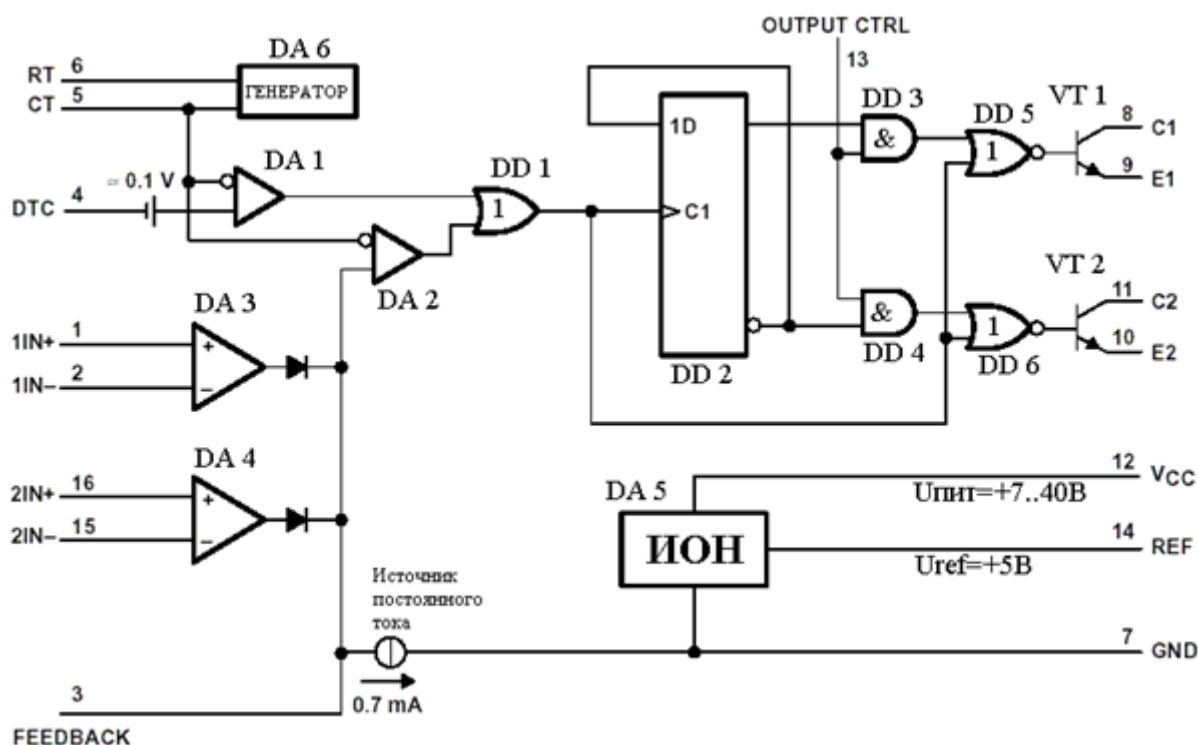 OUTPUT CTRL
13
DA 6
RT 6
ГЕНЕРАТОР
CT 5
DD 3
&
DD 5
1
VT 1
8 C1
9 E1
1D
DA 1
≃ 0.1 V
DTC 4
DD 1
1
C1
DA 2
VT 2
11 C2
10 E2
&
DD 4
1
DD 6
DD 2
DA 3
1IN+ 1
+
1IN− 2
−
DA 4
2IN+ 16
+
2IN− 15
−
DA 5
12 VCC
Uпит=+7..40В
ИОН
14 REF
Uref=+5В
Источник
постоянного
тока
7 GND
0.7 mA
3
FEEDBACK